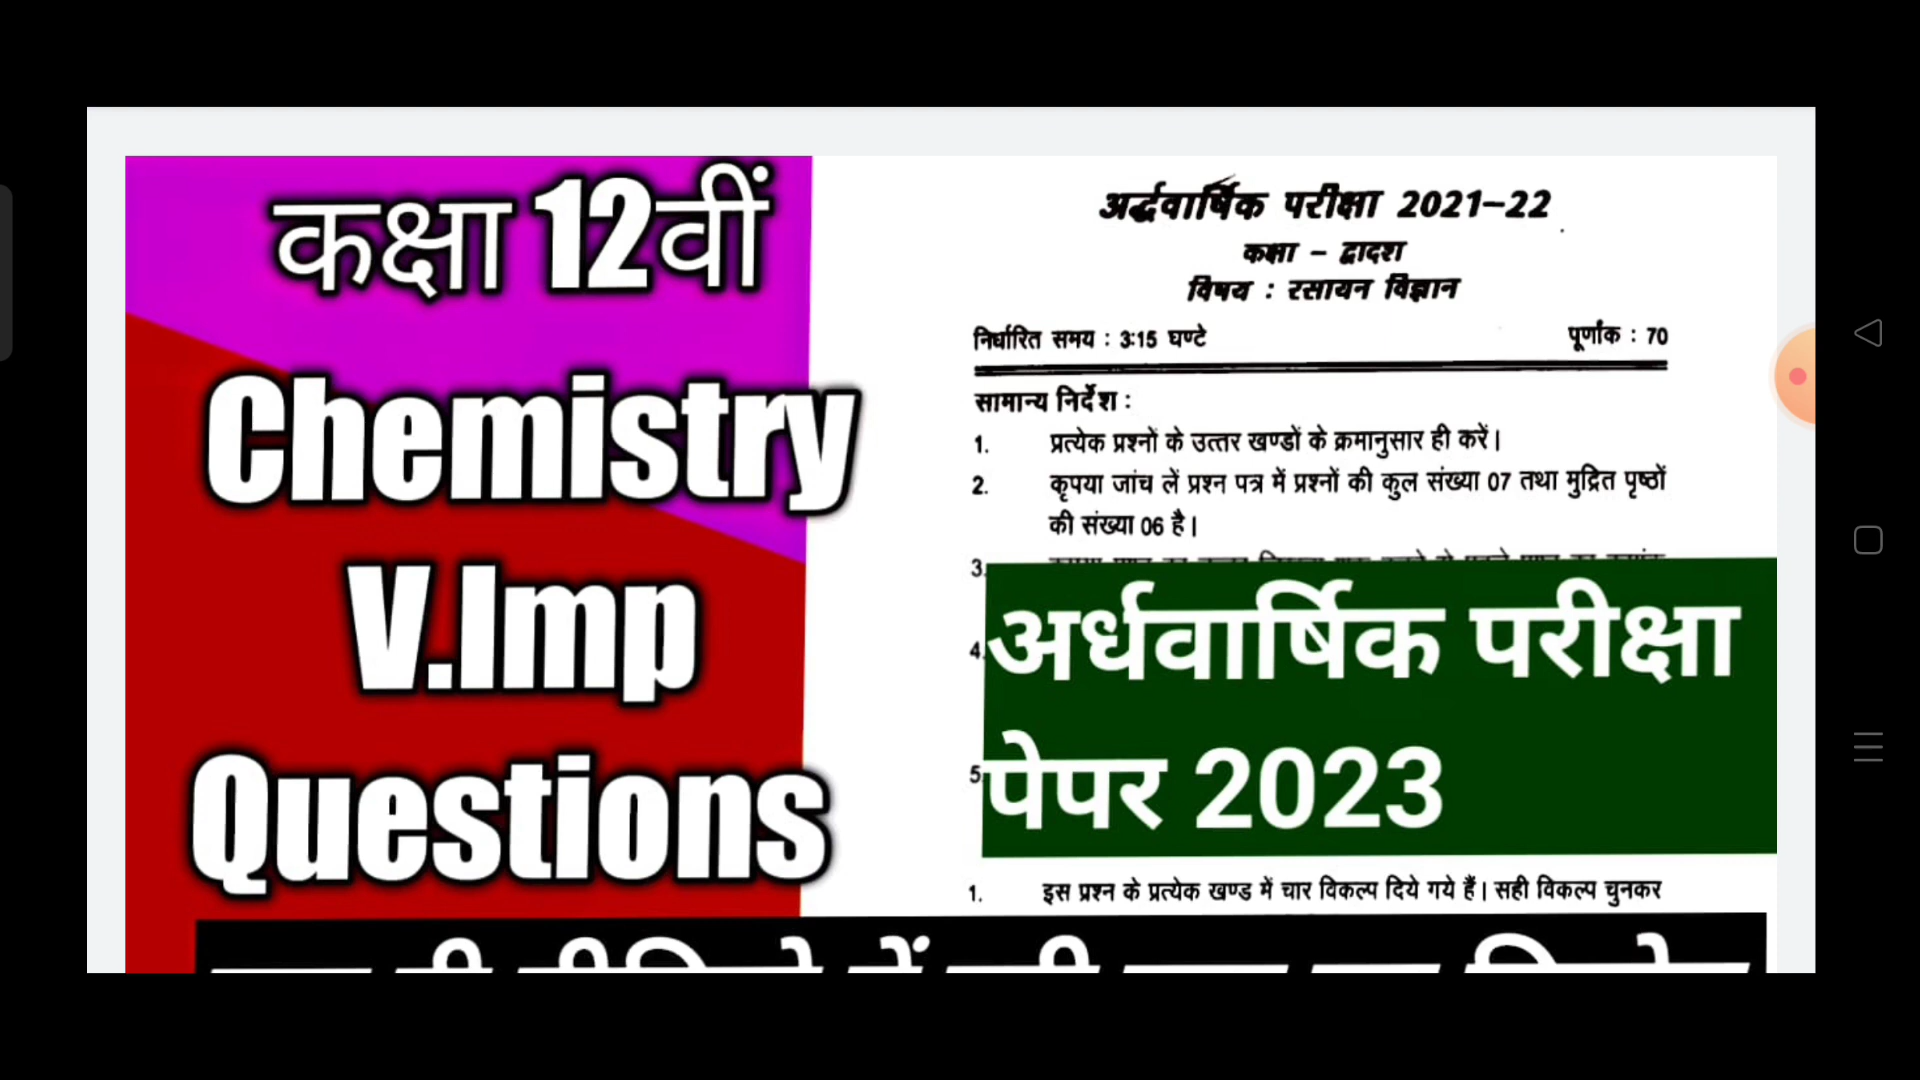 कक्षा 12वीं
Chemistry
V.Imp
Questions
अर्द्धवार्षिक परीक्षा 2021-22
कक्षा - द्वादश
विषय : रसायन विज्ञान
निर्धारित समय : 3:15 घण्टे पूर्णांक : 70
सामान्य निर्देश :
1. प्रत्येक प्रश्नों के उत्तर खण्डों के क्रमानुसार ही करें।
2. कृपया जांच लें प्रश्न पत्र में प्रश्नों की कुल संख्या 07 तथा मुद्रित पृष्ठों
की संख्या 06 है।
3.
4.
अर्धवार्षिक परीक्षा
5.
पेपर 2023
1. इस प्रश्न के प्रत्येक खण्ड में चार विकल्प दिये गये हैं। सही विकल्प चुनकर